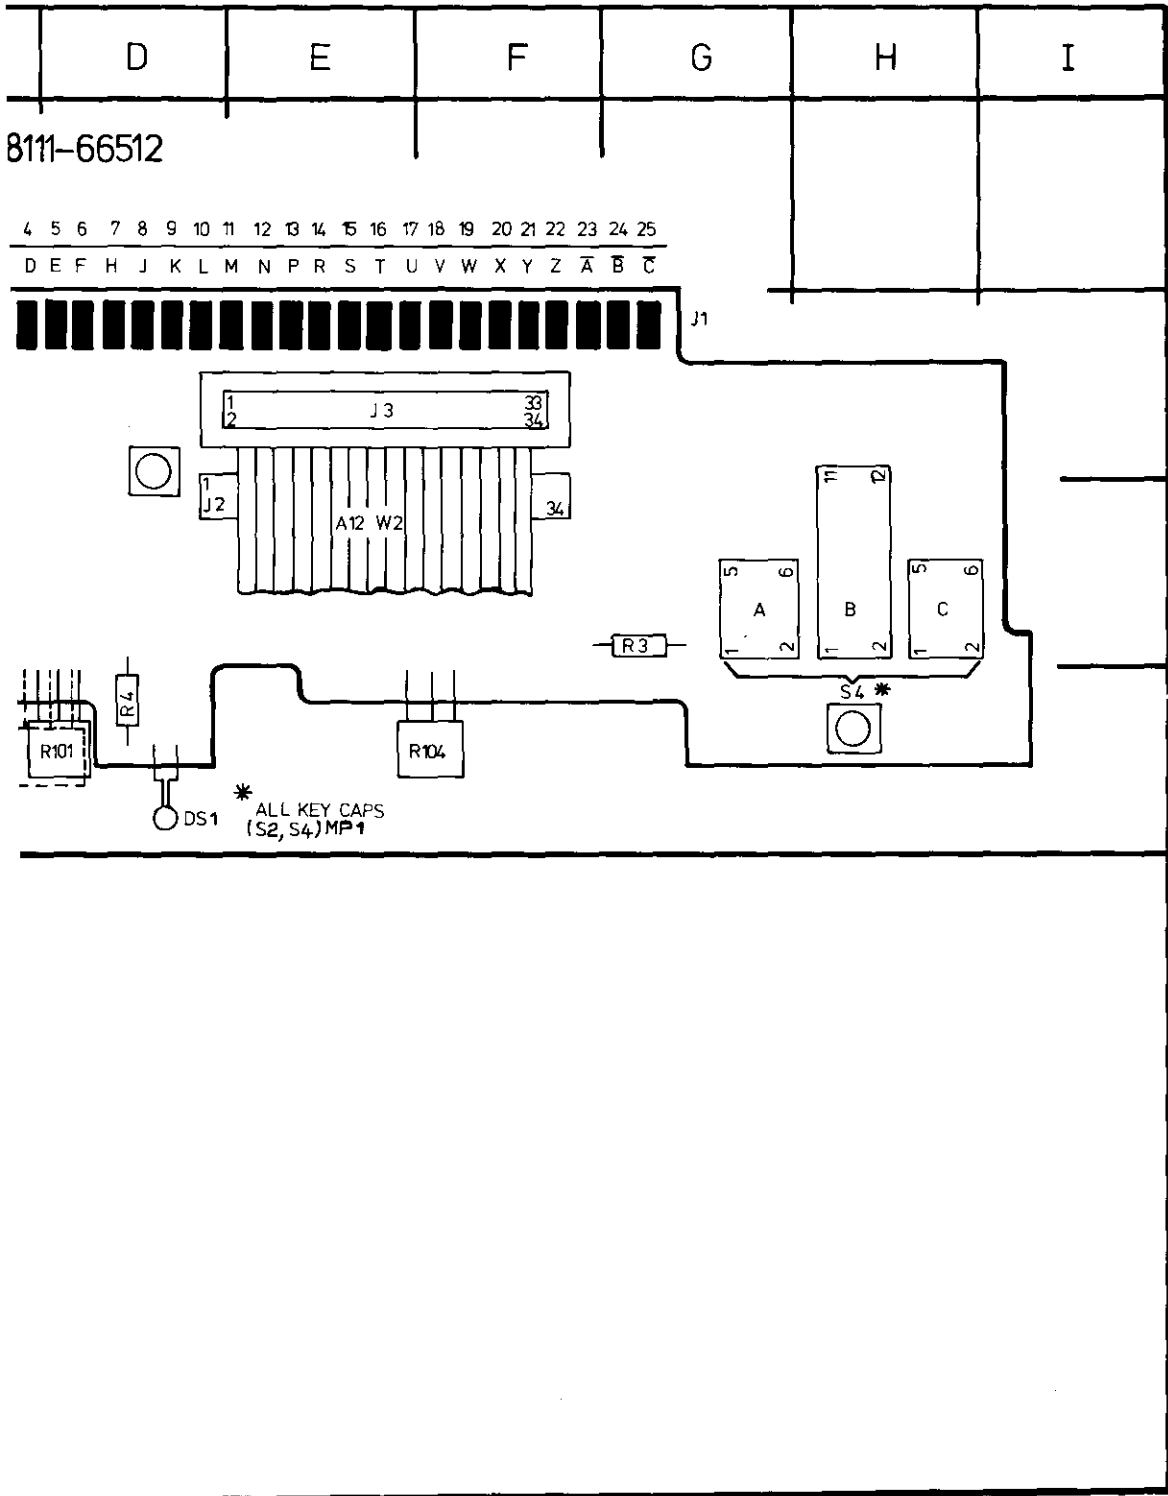 D E F G H I
8111-66512
4 5 6 7 8 9 10 11 12 13 14 15 16 17 18 19 20 21 22 23 24 25
D E F H J K L M N P R S T U V W X Y Z A̅ B̅ C̅
J1
1 33
J3
2 34
11 12
1
J2 34
A12 W2
5 6 5 6
A B C
1 2 1 2 1 2
R3
S4 *
R4
R101 R104
DS1
* ALL KEY CAPS
(S2, S4) MP1